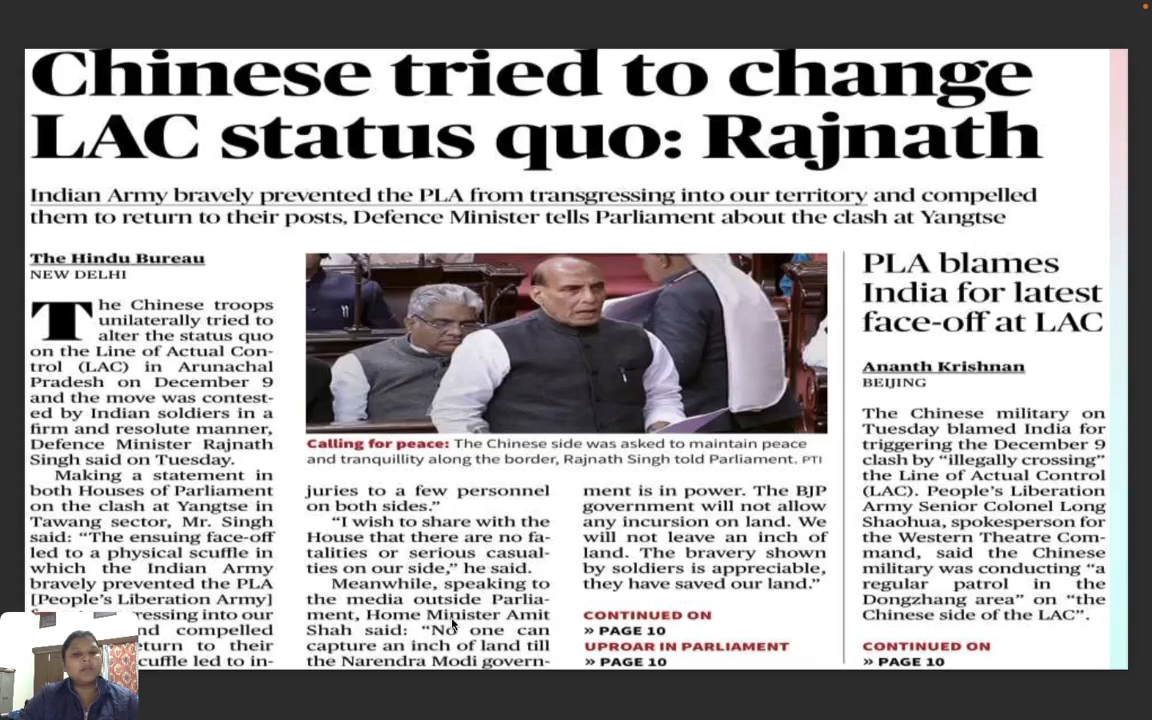 Chinese tried to change
LAC status quo: Rajnath
Indian Army bravely prevented the PLA from transgressing into our territory and compelled
them to return to their posts, Defence Minister tells Parliament about the clash at Yangtse
The Hindu Bureau
NEW DELHI
The Chinese troops
unilaterally tried to
alter the status quo
on the Line of Actual Con-
trol (LAC) in Arunachal
Pradesh on December 9
and the move was contest-
ed by Indian soldiers in a
firm and resolute manner,
Defence Minister Rajnath
Singh said on Tuesday.
Making a statement in
both Houses of Parliament
on the clash at Yangtse in
Tawang sector, Mr. Singh
said: “The ensuing face-off
led to a physical scuffle in
which the Indian Army
bravely prevented the PLA
[People’s Liberation Army]
ressing into our
nd compelled
eturn to their
cuffle led to in-
Calling for peace: The Chinese side was asked to maintain peace
and tranquillity along the border, Rajnath Singh told Parliament. PTI
juries to a few personnel
on both sides.”
“I wish to share with the
House that there are no fa-
talities or serious casual-
ties on our side,” he said.
Meanwhile, speaking to
the media outside Parlia-
ment, Home Minister Amit
Shah said: “No one can
capture an inch of land till
the Narendra Modi govern-
ment is in power. The BJP
government will not allow
any incursion on land. We
will not leave an inch of
land. The bravery shown
by soldiers is appreciable,
they have saved our land.”
CONTINUED ON
» PAGE 10
UPROAR IN PARLIAMENT
» PAGE 10
PLA blames
India for latest
face-off at LAC
Ananth Krishnan
BEIJING
The Chinese military on
Tuesday blamed India for
triggering the December 9
clash by “illegally crossing”
the Line of Actual Control
(LAC). People’s Liberation
Army Senior Colonel Long
Shaohua, spokesperson for
the Western Theatre Com-
mand, said the Chinese
military was conducting “a
regular patrol in the
Dongzhang area” on “the
Chinese side of the LAC”.
CONTINUED ON
» PAGE 10